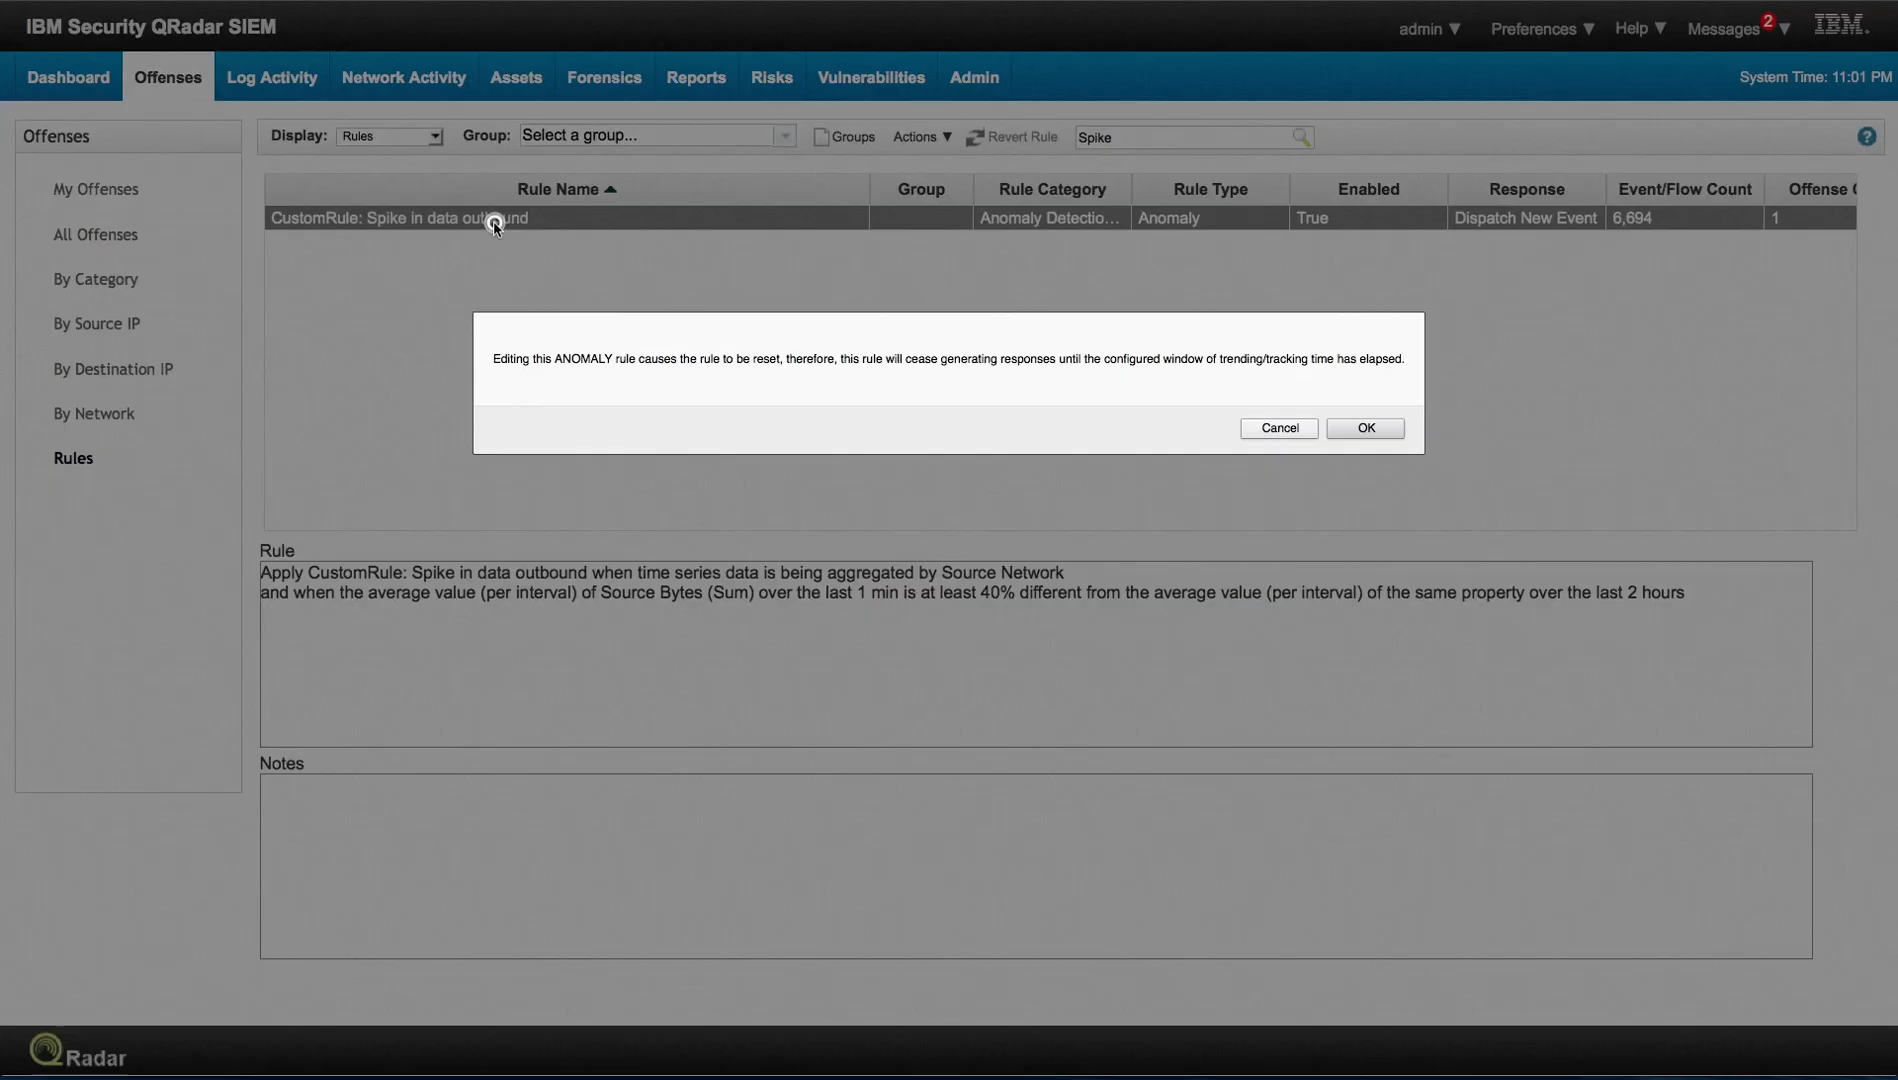 IBM Security QRadar SIEM
admin ▼ Preferences ▼ Help ▼ Messages 2 ▼ IBM.
Dashboard Offenses Log Activity Network Activity Assets Forensics Reports Risks Vulnerabilities Admin System Time: 11:01 PM
Offenses
My Offenses
All Offenses
By Category
By Source IP
By Destination IP
By Network
Rules
Display: Rules Group: Select a group... Groups Actions ▼ Revert Rule Spike ?
Rule Name Group Rule Category Rule Type Enabled Response Event/Flow Count Offense C
CustomRule: Spike in data outbound Anomaly Detectio... Anomaly True Dispatch New Event 6,694 1
Editing this ANOMALY rule causes the rule to be reset, therefore, this rule will cease generating responses until the configured window of trending/tracking time has elapsed.
Cancel OK
Rule
Apply CustomRule: Spike in data outbound when time series data is being aggregated by Source Network
and when the average value (per interval) of Source Bytes (Sum) over the last 1 min is at least 40% different from the average value (per interval) of the same property over the last 2 hours
Notes
QRadar